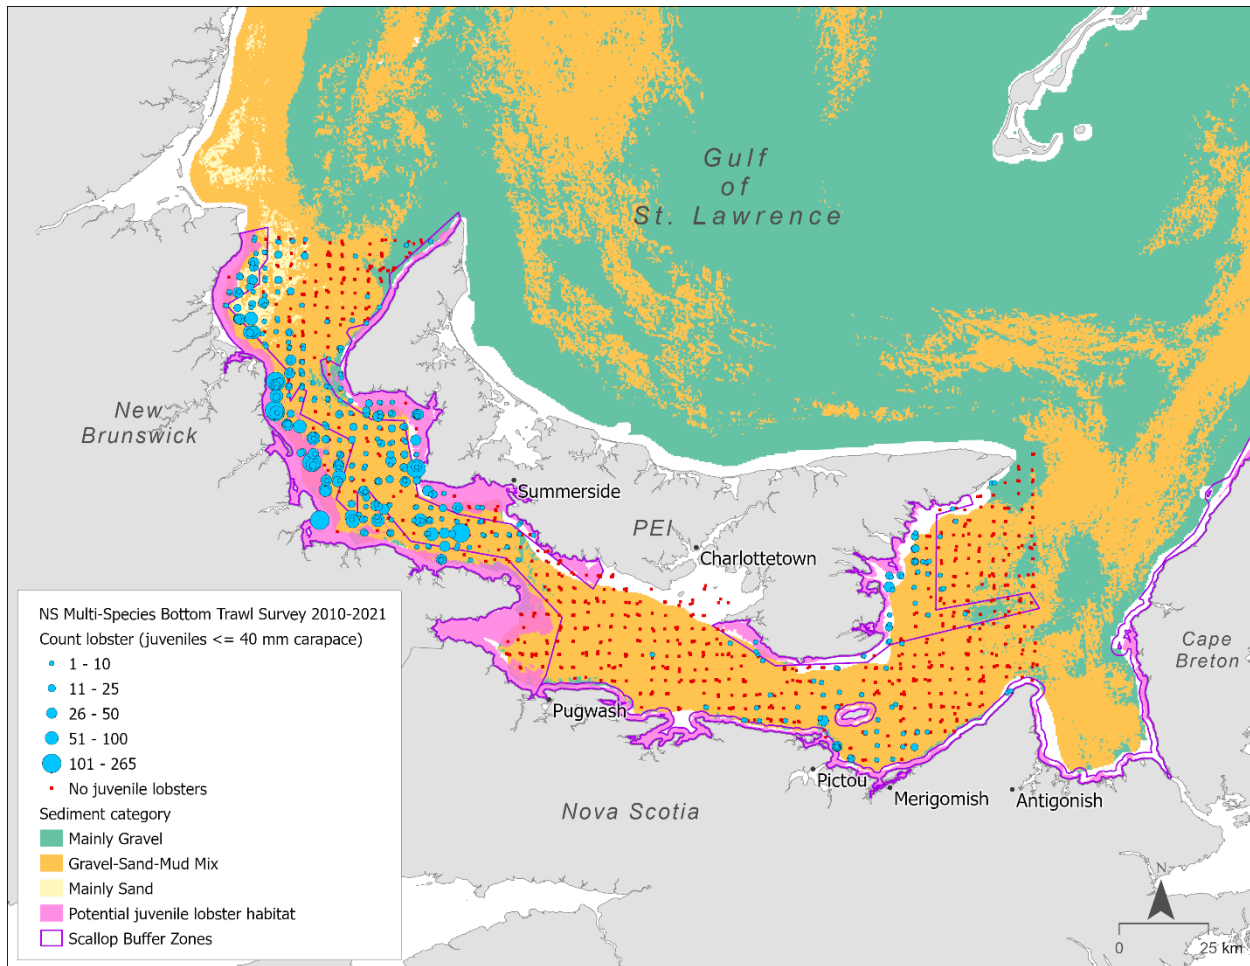 Gulf
of
St. Lawrence
New
Brunswick
Summerside
PEI
Charlottetown
Cape
Breton
Pugwash
Pictou
Merigomish
Antigonish
Nova Scotia
NS Multi-Species Bottom Trawl Survey 2010-2021
Count lobster (juveniles <= 40 mm carapace)
1 - 10
11 - 25
26 - 50
51 - 100
101 - 265
No juvenile lobsters
Sediment category
Mainly Gravel
Gravel-Sand-Mud Mix
Mainly Sand
Potential juvenile lobster habitat
Scallop Buffer Zones
N
0 25 km